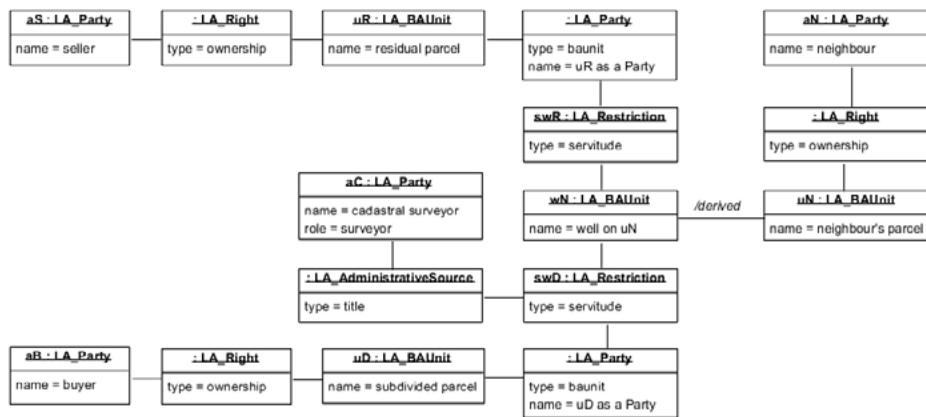 aS : LA_Party
name = seller
: LA_Right
type = ownership
uR : LA_BAUnit
name = residual parcel
: LA_Party
type = baunit
name = uR as a Party
aN : LA_Party
name = neighbour
swR : LA_Restriction
type = servitude
: LA_Right
type = ownership
aC : LA_Party
name = cadastral surveyor
role = surveyor
wN : LA_BAUnit
name = well on uN
/derived
uN : LA_BAUnit
name = neighbour's parcel
: LA_AdministrativeSource
type = title
swD : LA_Restriction
type = servitude
aB : LA_Party
name = buyer
: LA_Right
type = ownership
uD : LA_BAUnit
name = subdivided parcel
: LA_Party
type = baunit
name = uD as a Party